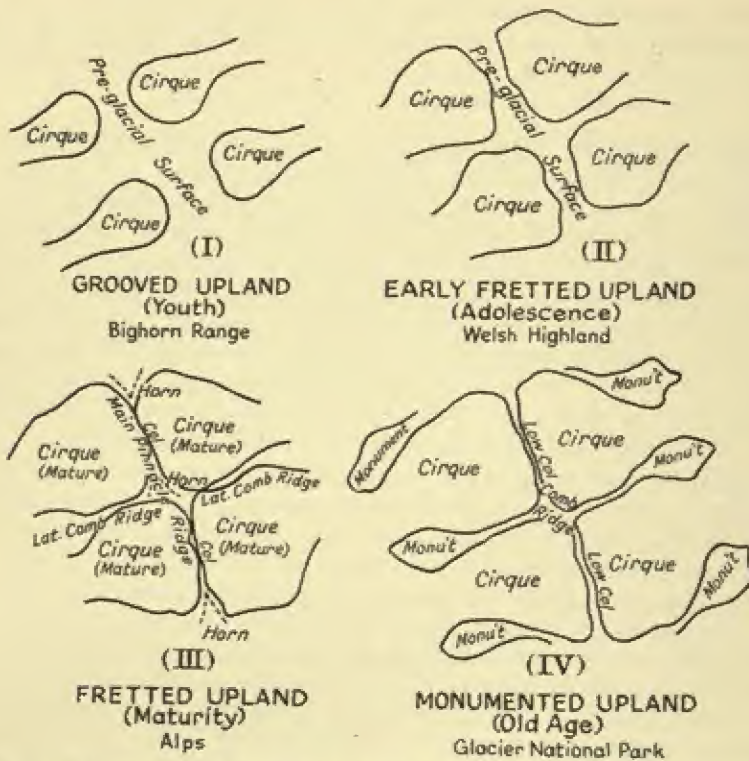 Cirque
Pre-glacial
Cirque
Cirque
Surface
Cirque
(I)
GROOVED UPLAND
(Youth)
Bighorn Range
Cirque
Pre-glacial
Cirque
Cirque
Surface
Cirque
(II)
EARLY FRETTED UPLAND
(Adolescence)
Welsh Highland
Horn
Col
Main Pinnacle
Ridge
Cirque
(Mature)
Cirque
(Mature)
Horn
Lat. Comb Ridge
Lat. Comb Ridge
Cirque
(Mature)
Cirque
(Mature)
Col
Horn
(III)
FRETTED UPLAND
(Maturity)
Alps
Monu't
Monument
Low Col
Cirque
Cirque
Monu't
Comb
Ridge
Monu't
Cirque
Low Col
Cirque
Monu't
Monu't
(IV)
MONUMENTED UPLAND
(Old Age)
Glacier National Park